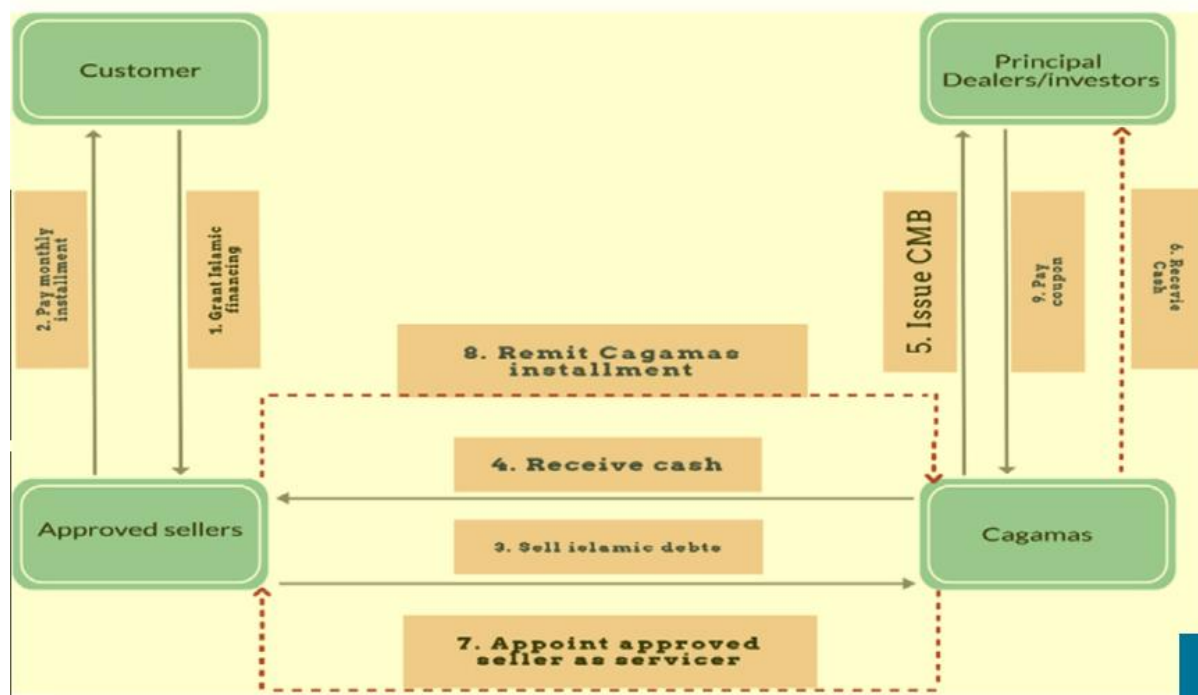 Customer
Principal
Dealers/investors
2. Pay monthly
installment
1. Grant Islamic
financing
5. Issue CMB
9. Pay
coupon
6. Recevie
Cash
8. Remit Cagamas
installment
4. Receive cash
Approved sellers
3. Sell islamic debte
Cagamas
7. Appoint approved
seller as servicer